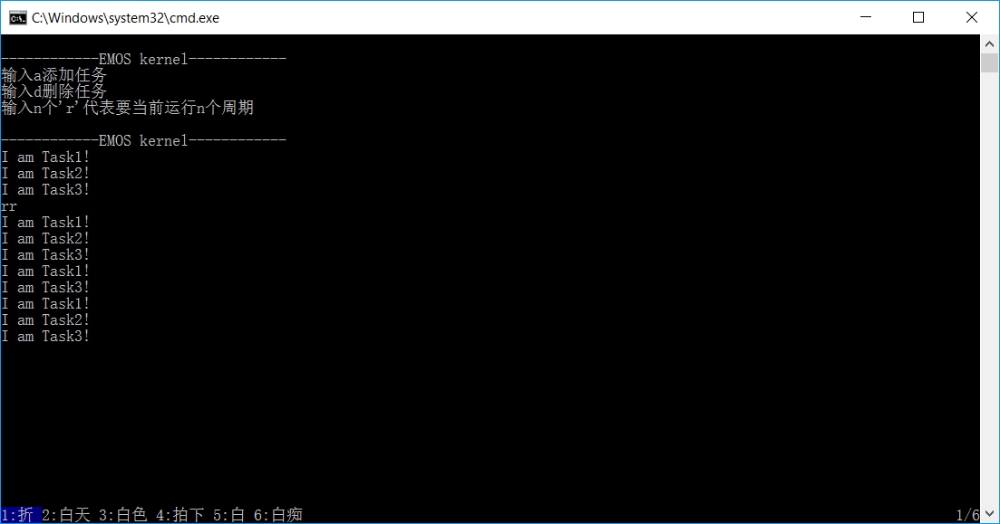 C:\Windows\system32\cmd.exe
------------EMOS kernel------------
输入a添加任务
输入d删除任务
输入n个'r'代表要当前运行n个周期
------------EMOS kernel------------
I am Task1!
I am Task2!
I am Task3!
rr
I am Task1!
I am Task2!
I am Task3!
I am Task1!
I am Task3!
I am Task1!
I am Task2!
I am Task3!
1:折 2:白天 3:白色 4:拍下 5:白 6:白痴 1/6